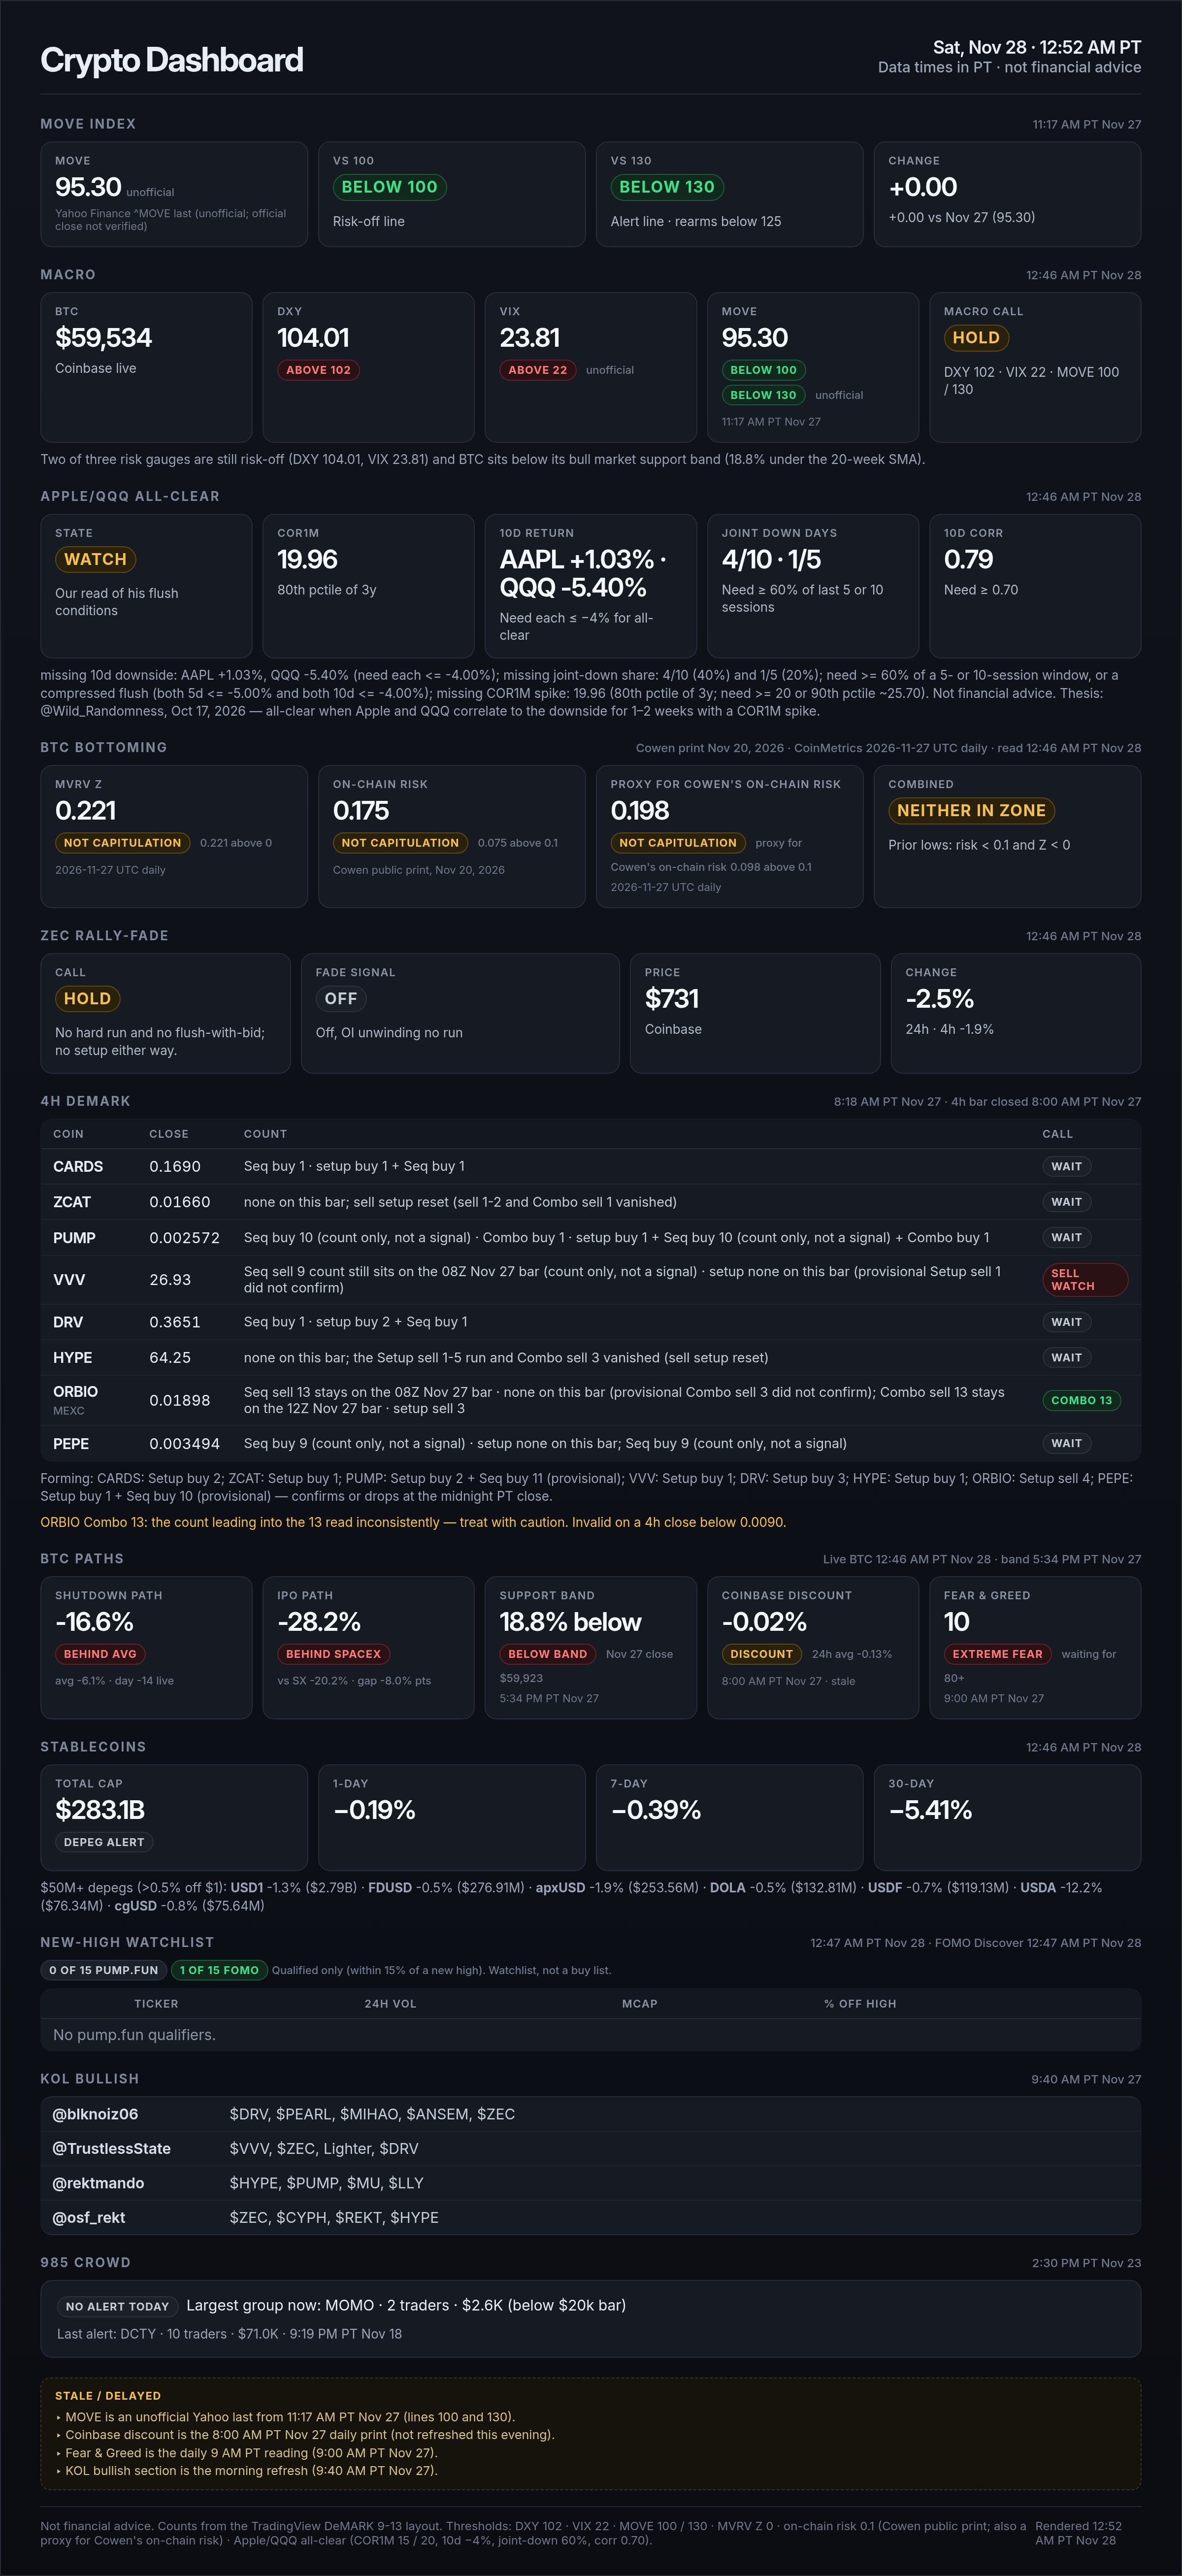 Crypto Dashboard
Sat, Nov 28 · 12:52 AM PT
Data times in PT · not financial advice
MOVE INDEX
11:17 AM PT Nov 27
MOVE
95.30 unofficial
Yahoo Finance ^MOVE last (unofficial; official
close not verified)
VS 100
BELOW 100
Risk-off line
VS 130
BELOW 130
Alert line · rearms below 125
CHANGE
+0.00
+0.00 vs Nov 27 (95.30)
MACRO
12:46 AM PT Nov 28
BTC
$59,534
Coinbase live
DXY
104.01
ABOVE 102
VIX
23.81
ABOVE 22 unofficial
MOVE
95.30
BELOW 100
BELOW 130 unofficial
11:17 AM PT Nov 27
MACRO CALL
HOLD
DXY 102 · VIX 22 · MOVE 100
/ 130
Two of three risk gauges are still risk-off (DXY 104.01, VIX 23.81) and BTC sits below its bull market support band (18.8% under the 20-week SMA).
APPLE/QQQ ALL-CLEAR
12:46 AM PT Nov 28
STATE
WATCH
Our read of his flush
conditions
COR1M
19.96
80th pctile of 3y
10D RETURN
AAPL +1.03% ·
QQQ -5.40%
Need each ≤ −4% for all-
clear
JOINT DOWN DAYS
4/10 · 1/5
Need ≥ 60% of last 5 or 10
sessions
10D CORR
0.79
Need ≥ 0.70
missing 10d downside: AAPL +1.03%, QQQ -5.40% (need each <= -4.00%); missing joint-down share: 4/10 (40%) and 1/5 (20%); need >= 60% of a 5- or 10-session window, or a
compressed flush (both 5d <= -5.00% and both 10d <= -4.00%); missing COR1M spike: 19.96 (80th pctile of 3y; need >= 20 or 90th pctile ~25.70). Not financial advice. Thesis:
@Wild_Randomness, Oct 17, 2026 — all-clear when Apple and QQQ correlate to the downside for 1–2 weeks with a COR1M spike.
BTC BOTTOMING
Cowen print Nov 20, 2026 · CoinMetrics 2026-11-27 UTC daily · read 12:46 AM PT Nov 28
MVRV Z
0.221
NOT CAPITULATION 0.221 above 0
2026-11-27 UTC daily
ON-CHAIN RISK
0.175
NOT CAPITULATION 0.075 above 0.1
Cowen public print, Nov 20, 2026
PROXY FOR COWEN'S ON-CHAIN RISK
0.198
NOT CAPITULATION proxy for
Cowen's on-chain risk 0.098 above 0.1
2026-11-27 UTC daily
COMBINED
NEITHER IN ZONE
Prior lows: risk < 0.1 and Z < 0
ZEC RALLY-FADE
12:46 AM PT Nov 28
CALL
HOLD
No hard run and no flush-with-bid;
no setup either way.
FADE SIGNAL
OFF
Off, OI unwinding no run
PRICE
$731
Coinbase
CHANGE
-2.5%
24h · 4h -1.9%
4H DEMARK
8:18 AM PT Nov 27 · 4h bar closed 8:00 AM PT Nov 27
COIN CLOSE COUNT CALL
CARDS 0.1690 Seq buy 1 · setup buy 1 + Seq buy 1 WAIT
ZCAT 0.01660 none on this bar; sell setup reset (sell 1-2 and Combo sell 1 vanished) WAIT
PUMP 0.002572 Seq buy 10 (count only, not a signal) · Combo buy 1 · setup buy 1 + Seq buy 10 (count only, not a signal) + Combo buy 1 WAIT
VVV 26.93 Seq sell 9 count still sits on the 08Z Nov 27 bar (count only, not a signal) · setup none on this bar (provisional Setup sell 1
did not confirm) SELL WATCH
DRV 0.3651 Seq buy 1 · setup buy 2 + Seq buy 1 WAIT
HYPE 64.25 none on this bar; the Setup sell 1-5 run and Combo sell 3 vanished (sell setup reset) WAIT
ORBIO MEXC 0.01898 Seq sell 13 stays on the 08Z Nov 27 bar · none on this bar (provisional Combo sell 3 did not confirm); Combo sell 13 stays
on the 12Z Nov 27 bar · setup sell 3 COMBO 13
PEPE 0.003494 Seq buy 9 (count only, not a signal) · setup none on this bar; Seq buy 9 (count only, not a signal) WAIT
Forming: CARDS: Setup buy 2; ZCAT: Setup buy 1; PUMP: Setup buy 2 + Seq buy 11 (provisional); VVV: Setup buy 1; DRV: Setup buy 3; HYPE: Setup buy 1; ORBIO: Setup sell 4; PEPE:
Setup buy 1 + Seq buy 10 (provisional) — confirms or drops at the midnight PT close.
ORBIO Combo 13: the count leading into the 13 read inconsistently — treat with caution. Invalid on a 4h close below 0.0090.
BTC PATHS
Live BTC 12:46 AM PT Nov 28 · band 5:34 PM PT Nov 27
SHUTDOWN PATH
-16.6%
BEHIND AVG
avg -6.1% · day -14 live
IPO PATH
-28.2%
BEHIND SPACEX
vs SX -20.2% · gap -8.0% pts
SUPPORT BAND
18.8% below
BELOW BAND Nov 27 close
$59,923
5:34 PM PT Nov 27
COINBASE DISCOUNT
-0.02%
DISCOUNT 24h avg -0.13%
8:00 AM PT Nov 27 · stale
FEAR & GREED
10
EXTREME FEAR waiting for
80+
9:00 AM PT Nov 27
STABLECOINS
12:46 AM PT Nov 28
TOTAL CAP
$283.1B
DEPEG ALERT
1-DAY
−0.19%
7-DAY
−0.39%
30-DAY
−5.41%
$50M+ depegs (>0.5% off $1): USD1 -1.3% ($2.79B) · FDUSD -0.5% ($276.91M) · apxUSD -1.9% ($253.56M) · DOLA -0.5% ($132.81M) · USDF -0.7% ($119.13M) · USDA -12.2%
($76.34M) · cgUSD -0.8% ($75.64M)
NEW-HIGH WATCHLIST
12:47 AM PT Nov 28 · FOMO Discover 12:47 AM PT Nov 28
0 OF 15 PUMP.FUN 1 OF 15 FOMO Qualified only (within 15% of a new high). Watchlist, not a buy list.
TICKER 24H VOL MCAP % OFF HIGH
No pump.fun qualifiers.
KOL BULLISH
9:40 AM PT Nov 27
@blknoiz06 $DRV, $PEARL, $MIHAO, $ANSEM, $ZEC
@TrustlessState $VVV, $ZEC, Lighter, $DRV
@rektmando $HYPE, $PUMP, $MU, $LLY
@osf_rekt $ZEC, $CYPH, $REKT, $HYPE
985 CROWD
2:30 PM PT Nov 23
NO ALERT TODAY Largest group now: MOMO · 2 traders · $2.6K (below $20k bar)
Last alert: DCTY · 10 traders · $71.0K · 9:19 PM PT Nov 18
STALE / DELAYED
‣ MOVE is an unofficial Yahoo last from 11:17 AM PT Nov 27 (lines 100 and 130).
‣ Coinbase discount is the 8:00 AM PT Nov 27 daily print (not refreshed this evening).
‣ Fear & Greed is the daily 9 AM PT reading (9:00 AM PT Nov 27).
‣ KOL bullish section is the morning refresh (9:40 AM PT Nov 27).
Not financial advice. Counts from the TradingView DeMARK 9-13 layout. Thresholds: DXY 102 · VIX 22 · MOVE 100 / 130 · MVRV Z 0 · on-chain risk 0.1 (Cowen public print; also a
proxy for Cowen's on-chain risk) · Apple/QQQ all-clear (COR1M 15 / 20, 10d −4%, joint-down 60%, corr 0.70).
Rendered 12:52
AM PT Nov 28